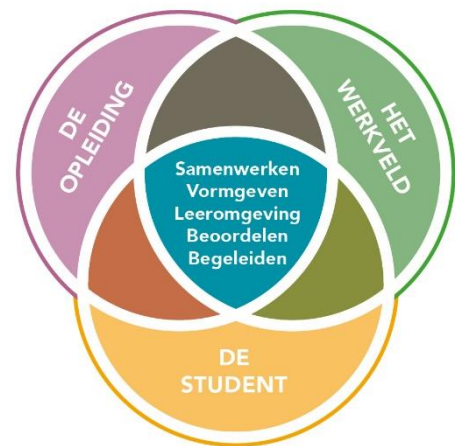 DE
OPLEIDING
HET
WERKVELD
Samenwerken
Vormgeven
Leeromgeving
Beoordelen
Begeleiden
DE
STUDENT